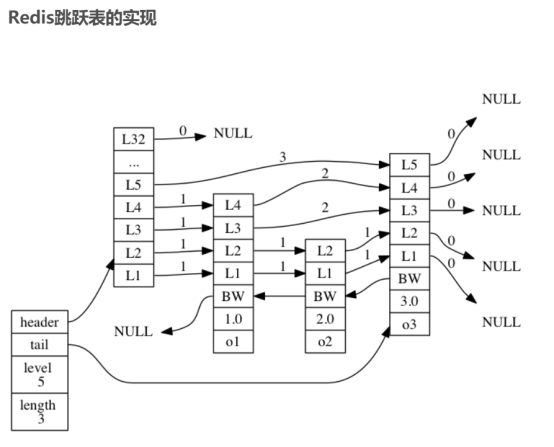 Redis跳跃表的实现
NULL
L32 0 NULL
...
3 L5 0 NULL
L5
L4 1 L4 2 L4 0
L3 1 L3 2 L3 0 NULL
L2 1 L2 1 L2 1 L2 0
L1 1 L1 1 L1 1 L1 0 NULL
BW BW BW
header NULL 1.0 2.0 3.0 NULL
tail o1 o2 o3
level
5
length
3